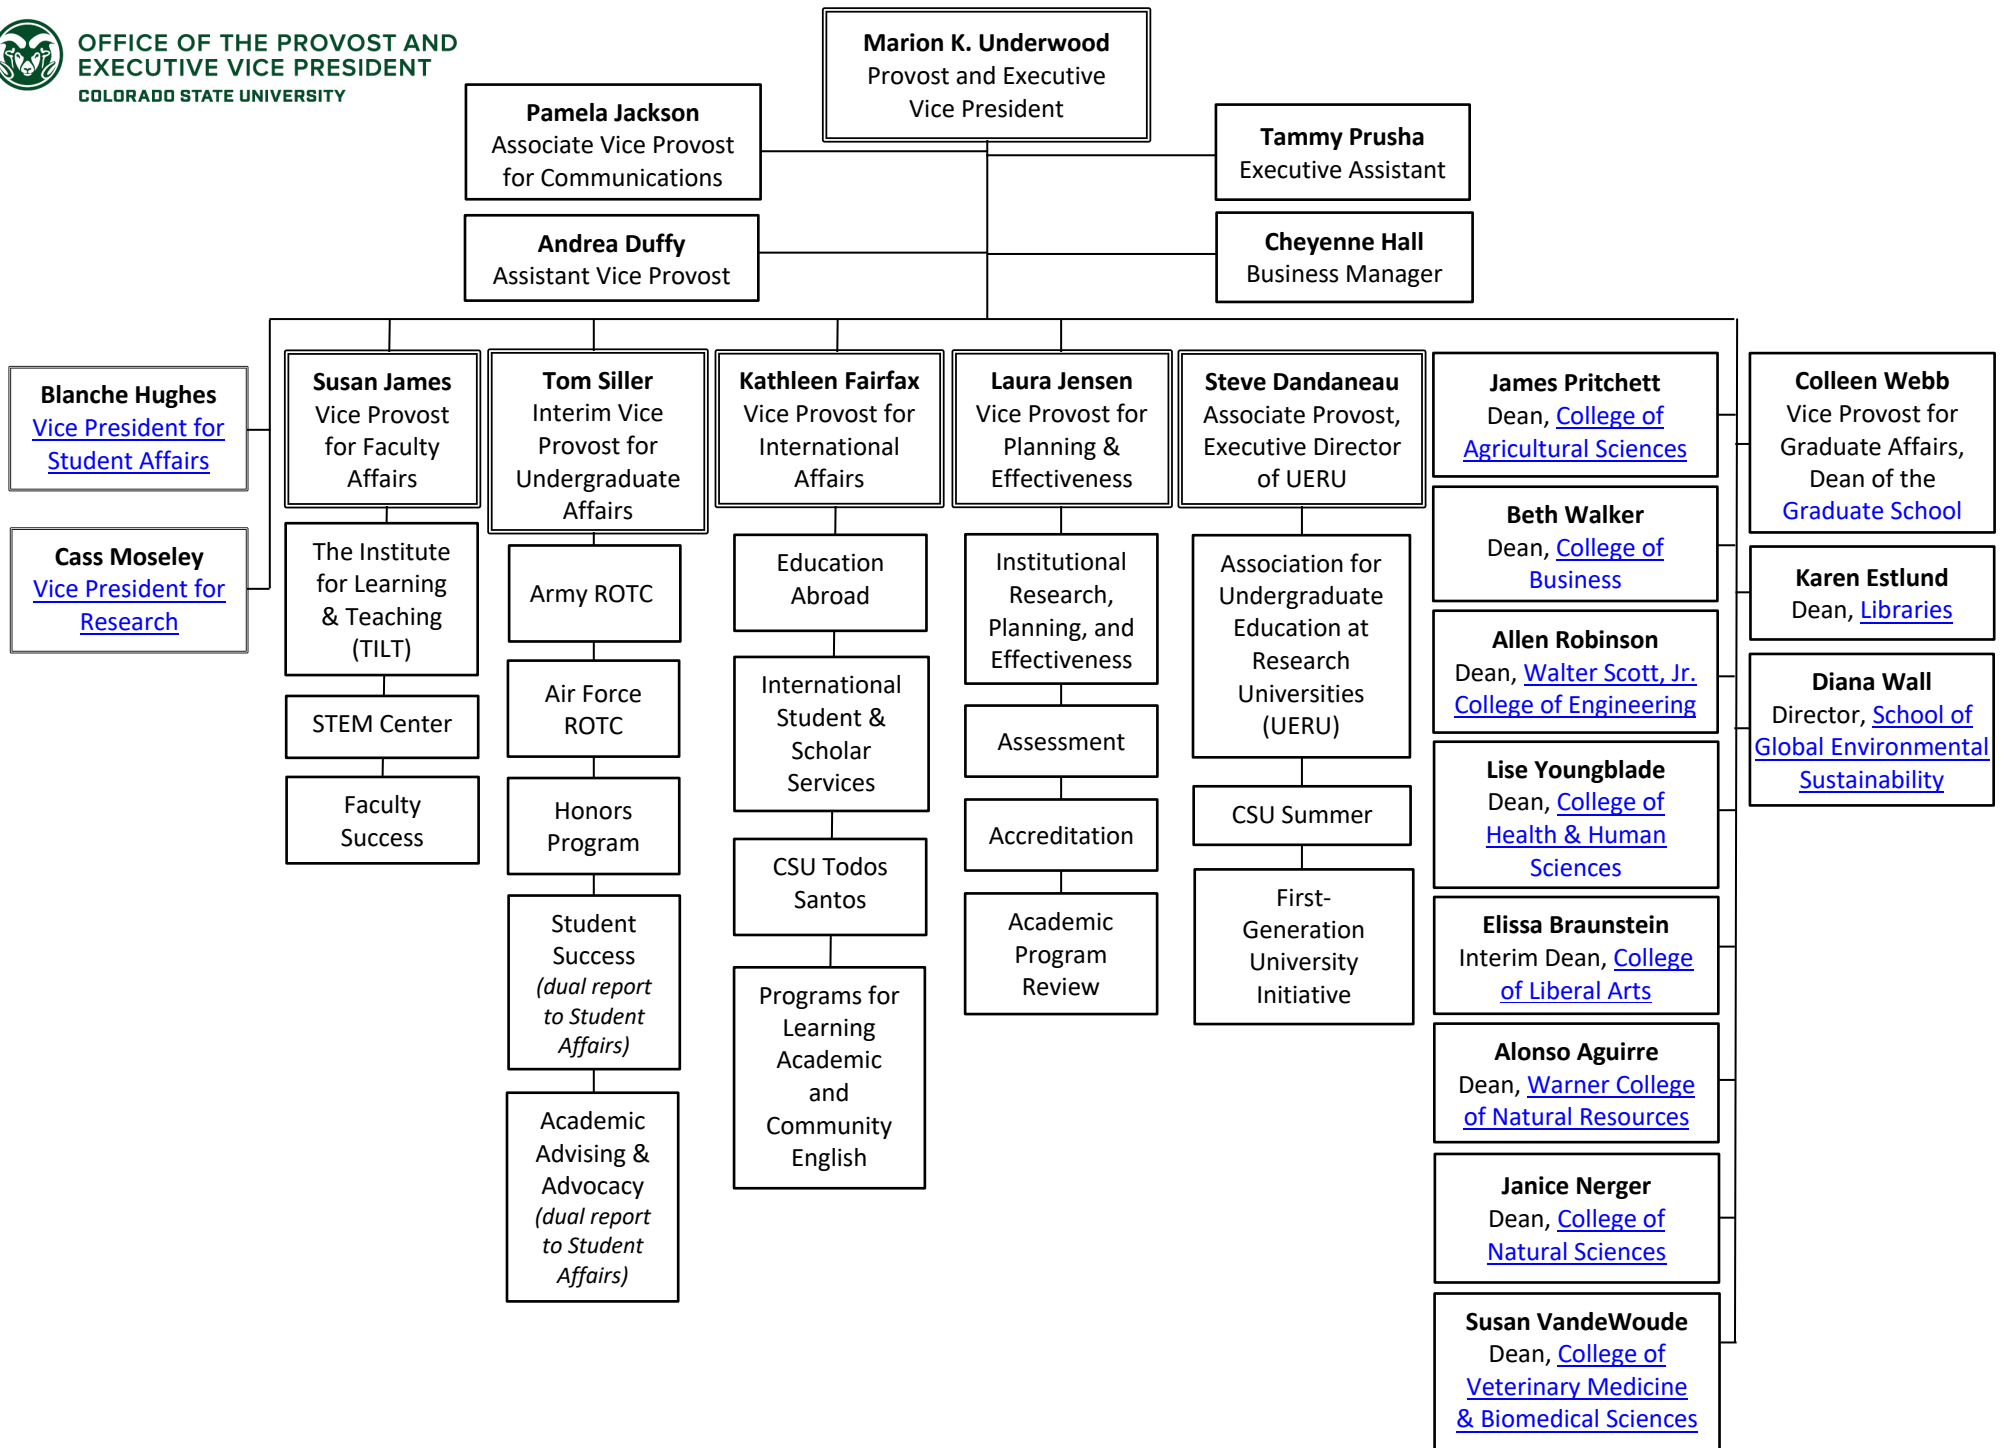 OFFICE OF THE PROVOST AND
EXECUTIVE VICE PRESIDENT
COLORADO STATE UNIVERSITY
Marion K. Underwood
Provost and Executive
Vice President
Pamela Jackson
Associate Vice Provost
for Communications
Tammy Prusha
Executive Assistant
Andrea Duffy
Assistant Vice Provost
Cheyenne Hall
Business Manager
Blanche Hughes
Vice President for
Student Affairs
Cass Moseley
Vice President for
Research
Susan James
Vice Provost
for Faculty
Affairs
The Institute
for Learning
& Teaching
(TILT)
STEM Center
Faculty
Success
Tom Siller
Interim Vice
Provost for
Undergraduate
Affairs
Army ROTC
Air Force
ROTC
Honors
Program
Student
Success
(dual report
to Student
Affairs)
Academic
Advising &
Advocacy
(dual report
to Student
Affairs)
Kathleen Fairfax
Vice Provost for
International
Affairs
Education
Abroad
International
Student &
Scholar
Services
CSU Todos
Santos
Programs for
Learning
Academic
and
Community
English
Laura Jensen
Vice Provost for
Planning &
Effectiveness
Institutional
Research,
Planning, and
Effectiveness
Assessment
Accreditation
Academic
Program
Review
Steve Dandaneau
Associate Provost,
Executive Director
of UERU
Association for
Undergraduate
Education at
Research
Universities
(UERU)
CSU Summer
First-
Generation
University
Initiative
James Pritchett
Dean, College of
Agricultural Sciences
Beth Walker
Dean, College of
Business
Allen Robinson
Dean, Walter Scott, Jr.
College of Engineering
Lise Youngblade
Dean, College of
Health & Human
Sciences
Elissa Braunstein
Interim Dean, College
of Liberal Arts
Alonso Aguirre
Dean, Warner College
of Natural Resources
Janice Nerger
Dean, College of
Natural Sciences
Susan VandeWoude
Dean, College of
Veterinary Medicine
& Biomedical Sciences
Colleen Webb
Vice Provost for
Graduate Affairs,
Dean of the
Graduate School
Karen Estlund
Dean, Libraries
Diana Wall
Director, School of
Global Environmental
Sustainability